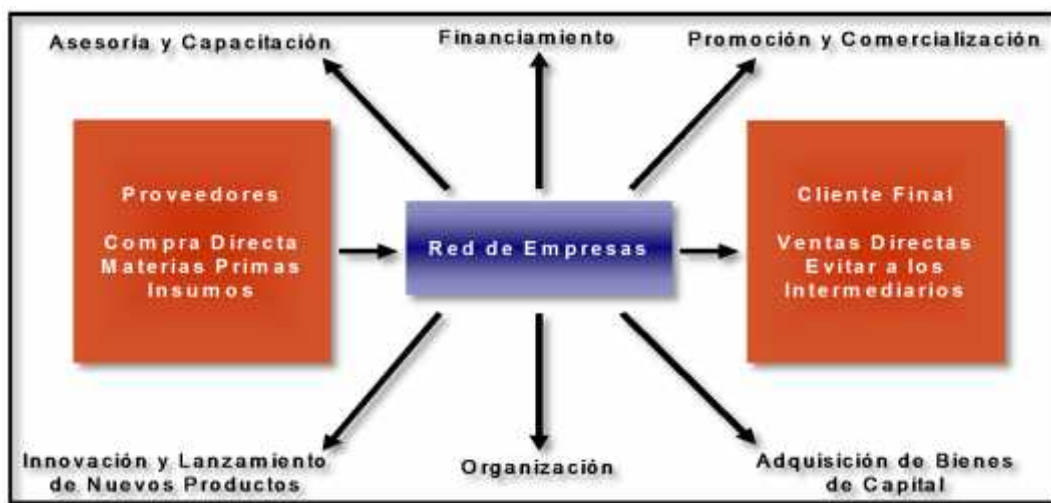 Asesoría y Capacitación
Financiamiento
Promoción y Comercialización
Proveedores
Compra Directa
Materias Primas
Insumos
Red de Empresas
Cliente Final
Ventas Directas
Evitar a los
Intermediarios
Innovación y Lanzamiento
de Nuevos Productos
Organización
Adquisición de Bienes
de Capital